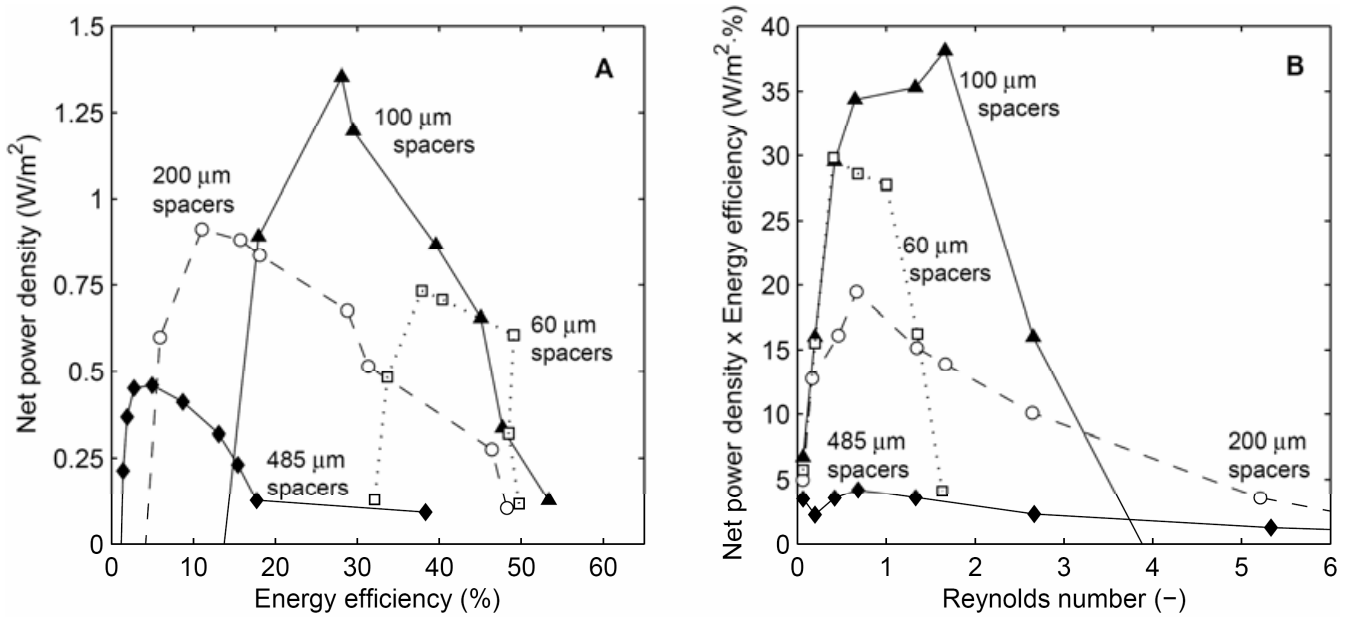 A
Net power density (W/m²)
1.5
1.25
1
0.75
0.5
0.25
0
100 μm
spacers
200 μm
spacers
60 μm
spacers
485 μm
spacers
0 10 20 30 40 50 60
Energy efficiency (%)
B
Net power density x Energy efficiency (W/m²·%)
40
35
30
25
20
15
10
5
0
100 μm
spacers
60 μm
spacers
485 μm
spacers
200 μm
spacers
0 1 2 3 4 5 6
Reynolds number (−)